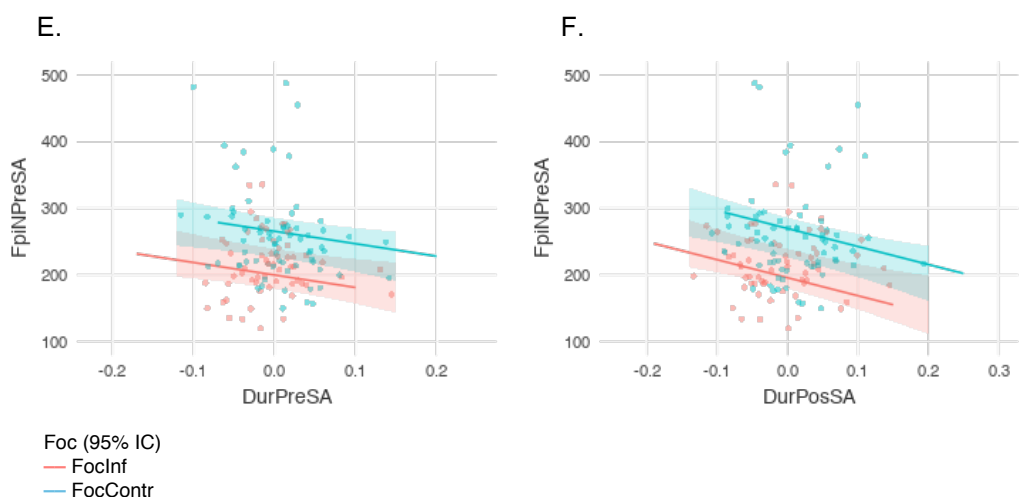 E.
F.
500
400
300
200
100
FpiNPreSA
-0.2
-0.1
0.0
0.1
0.2
DurPreSA
500
400
300
200
100
FpiNPreSA
-0.2
-0.1
0.0
0.1
0.2
0.3
DurPosSA
Foc (95% IC)
FocInf
FocContr